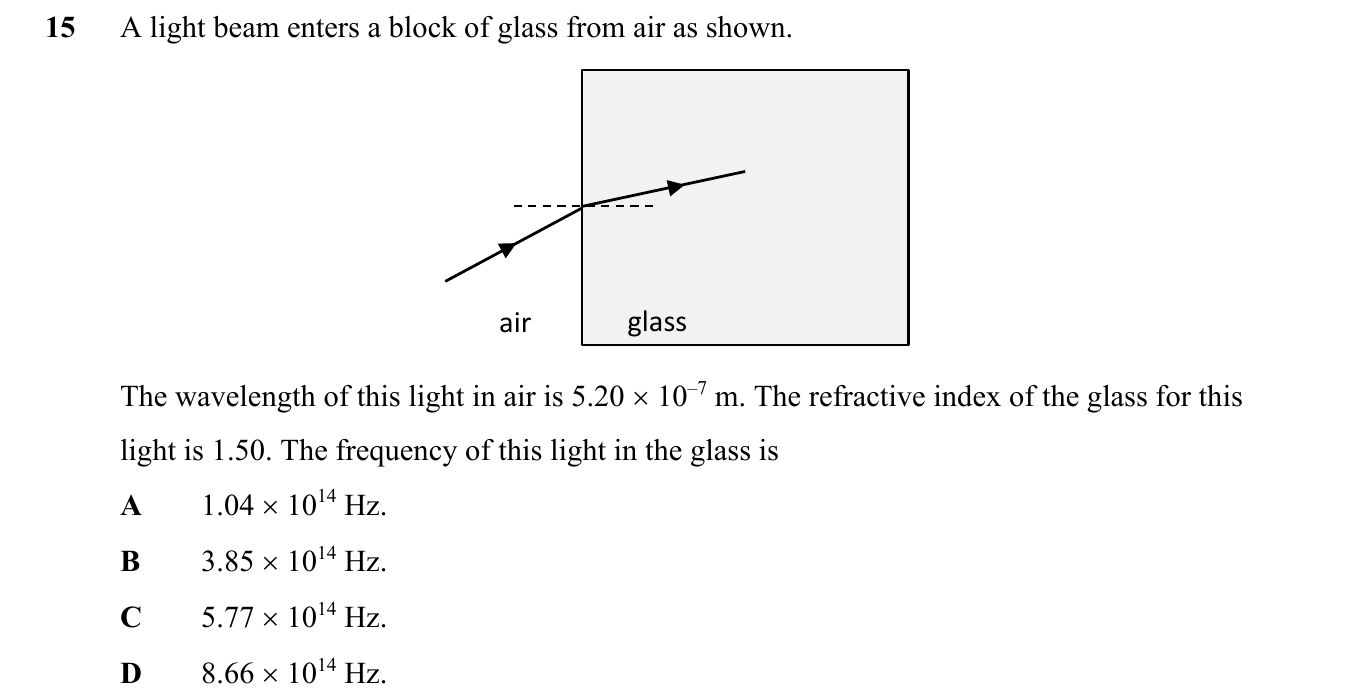 15 A light beam enters a block of glass from air as shown.
air glass
The wavelength of this light in air is 5.20 × 10⁻⁷ m. The refractive index of the glass for this
light is 1.50. The frequency of this light in the glass is
A 1.04 × 10¹⁴ Hz.
B 3.85 × 10¹⁴ Hz.
C 5.77 × 10¹⁴ Hz.
D 8.66 × 10¹⁴ Hz.